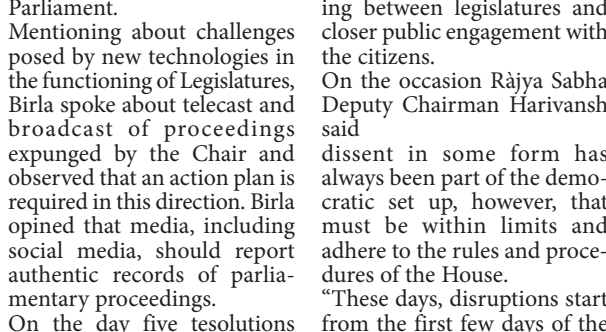 Parliament.
Mentioning about challenges
posed by new technologies in
the functioning of Legislatures,
Birla spoke about telecast and
broadcast of proceedings
expunged by the Chair and
observed that an action plan is
required in this direction. Birla
opined that media, including
social media, should report
authentic records of parlia-
mentary proceedings.
On the day five tesolutions
ing between legislatures and
closer public engagement with
the citizens.
On the occasion Ràjya Sabha
Deputy Chairman Harivansh
said
dissent in some form has
always been part of the demo-
cratic set up, however, that
must be within limits and
adhere to the rules and proce-
dures of the House.
“These days, disruptions start
from the first few days of the